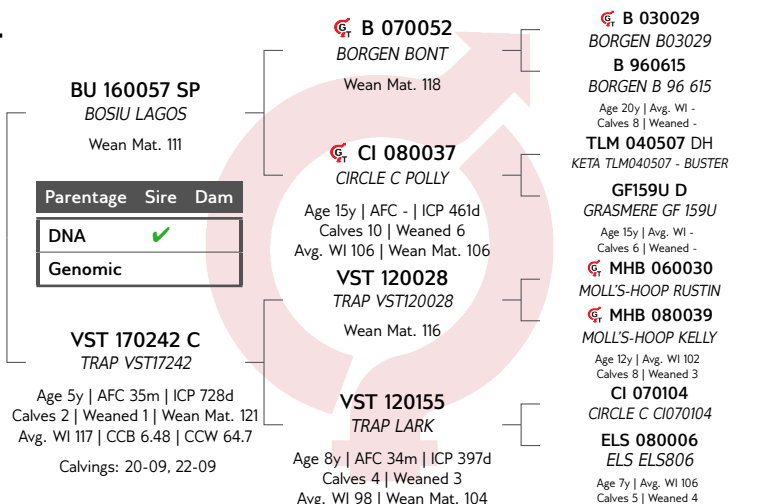 BU 160057 SP
BOSIU LAGOS
Wean Mat. 111
Parentage Sire Dam
DNA ✔
Genomic
VST 170242 C
TRAP VST17242
Age 5y | AFC 35m | ICP 728d
Calves 2 | Weaned 1 | Wean Mat. 121
Avg. WI 117 | CCB 6.48 | CCW 64.7
Calvings: 20-09, 22-09
GT B 070052
BORGEN BONT
Wean Mat. 118
GT CI 080037
CIRCLE C POLLY
Age 15y | AFC - | ICP 461d
Calves 10 | Weaned 6
Avg. WI 106 | Wean Mat. 106
VST 120028
TRAP VST120028
Wean Mat. 116
VST 120155
TRAP LARK
Age 8y | AFC 34m | ICP 397d
Calves 4 | Weaned 3
Avg. WI 98 | Wean Mat. 104
GT B 030029
BORGEN B03029
B 960615
BORGEN B 96 615
Age 20y | Avg. WI -
Calves 8 | Weaned -
TLM 040507 DH
KETA TLM040507 - BUSTER
GF159U D
GRASMERE GF 159U
Age 15y | Avg. WI -
Calves 6 | Weaned -
GT MHB 060030
MOLL'S-HOOP RUSTIN
GT MHB 080039
MOLL'S-HOOP KELLY
Age 12y | Avg. WI 102
Calves 8 | Weaned 3
CI 070104
CIRCLE C CI070104
ELS 080006
ELS ELS806
Age 7y | Avg. WI 106
Calves 5 | Weaned 4